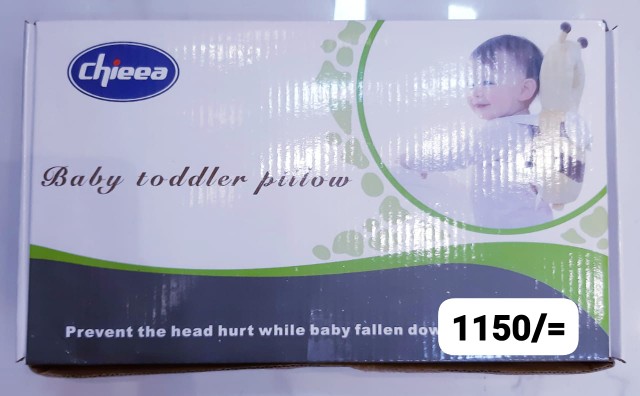 chieea
Baby toddler pillow
Prevent the head hurt while baby fallen dow
1150/=